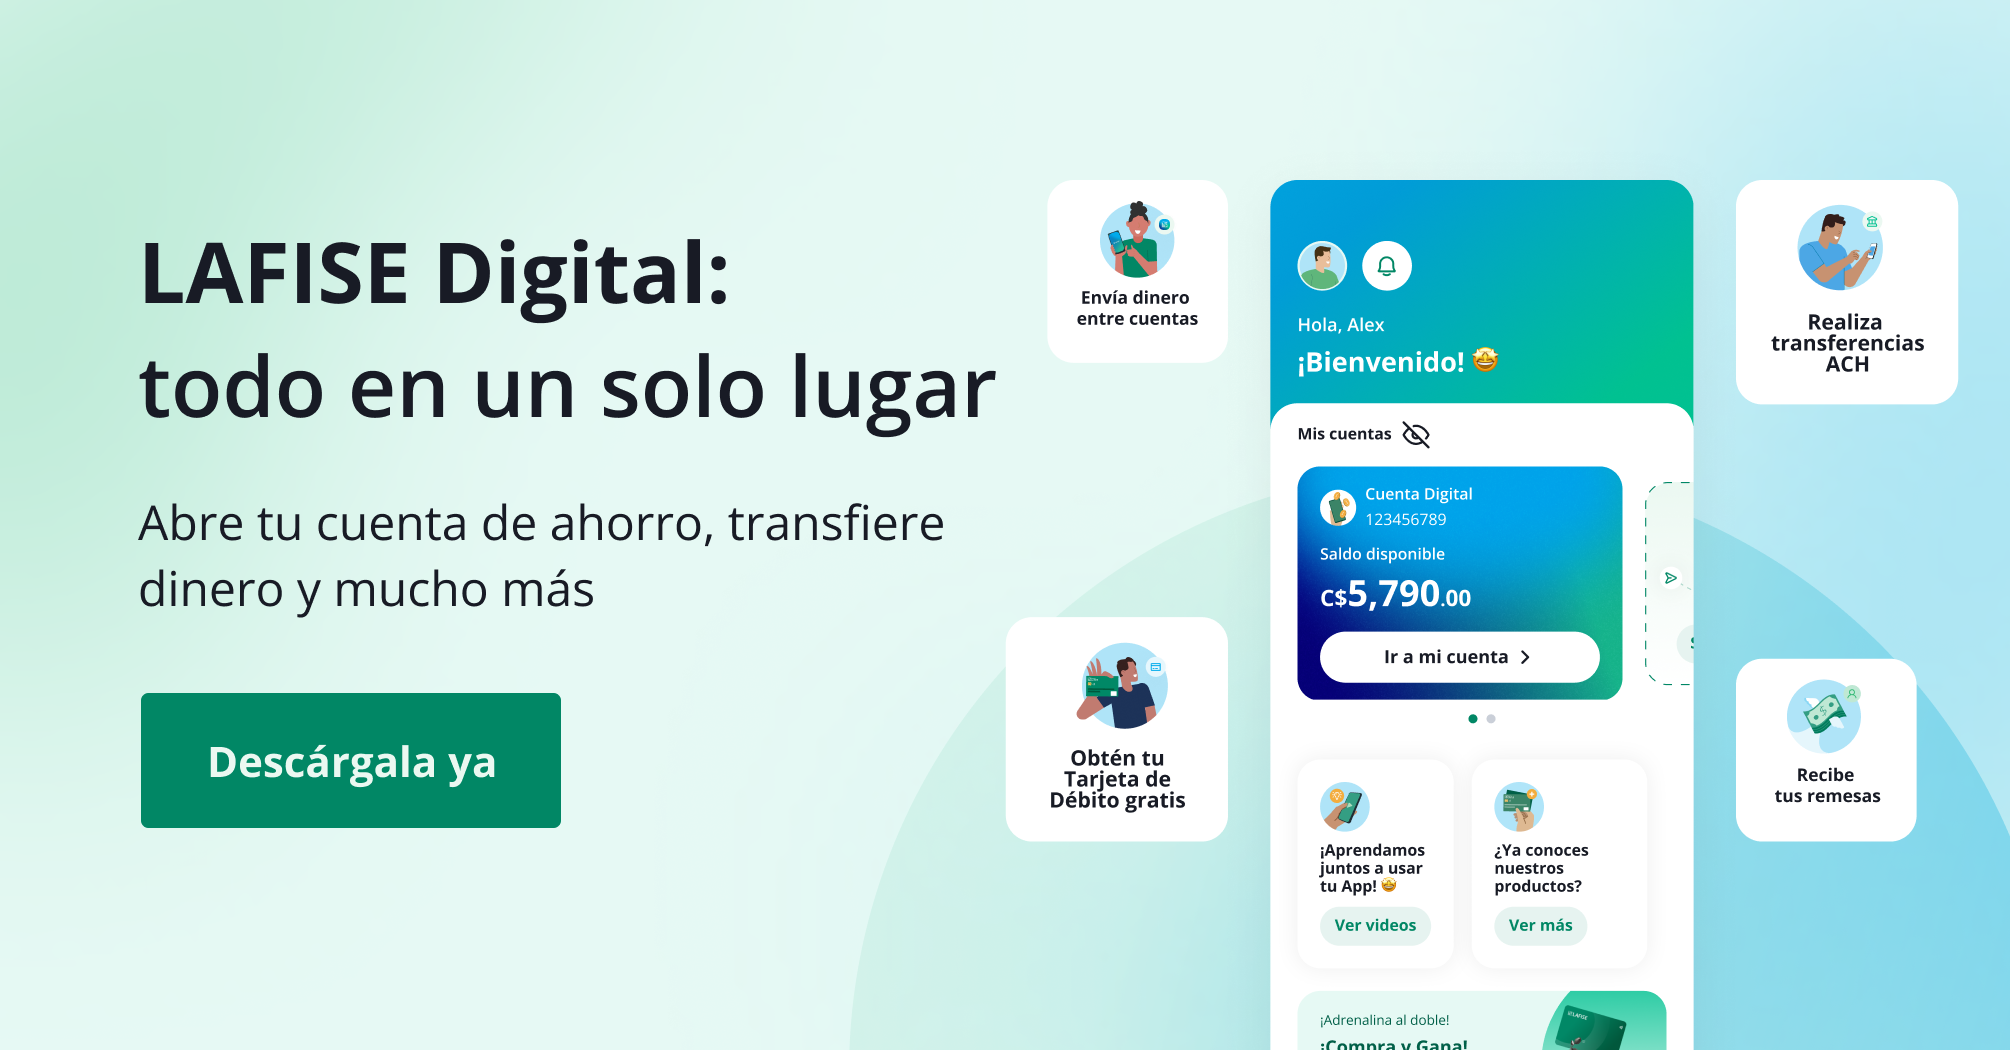 LAFISE Digital:
todo en un solo lugar
Abre tu cuenta de ahorro, transfiere
dinero y mucho más
Descárgala ya
Envía dinero
entre cuentas
Obtén tu
Tarjeta de
Débito gratis
Hola, Alex
¡Bienvenido!
Mis cuentas
Cuenta Digital
123456789
Saldo disponible
C$5,790.00
Ir a mi cuenta
¡Aprendamos
juntos a usar
tu App!
Ver videos
¿Ya conoces
nuestros
productos?
Ver más
¡Adrenalina al doble!
¡Compra y Gana!
LAFISE
Realiza
transferencias
ACH
Recibe
tus remesas